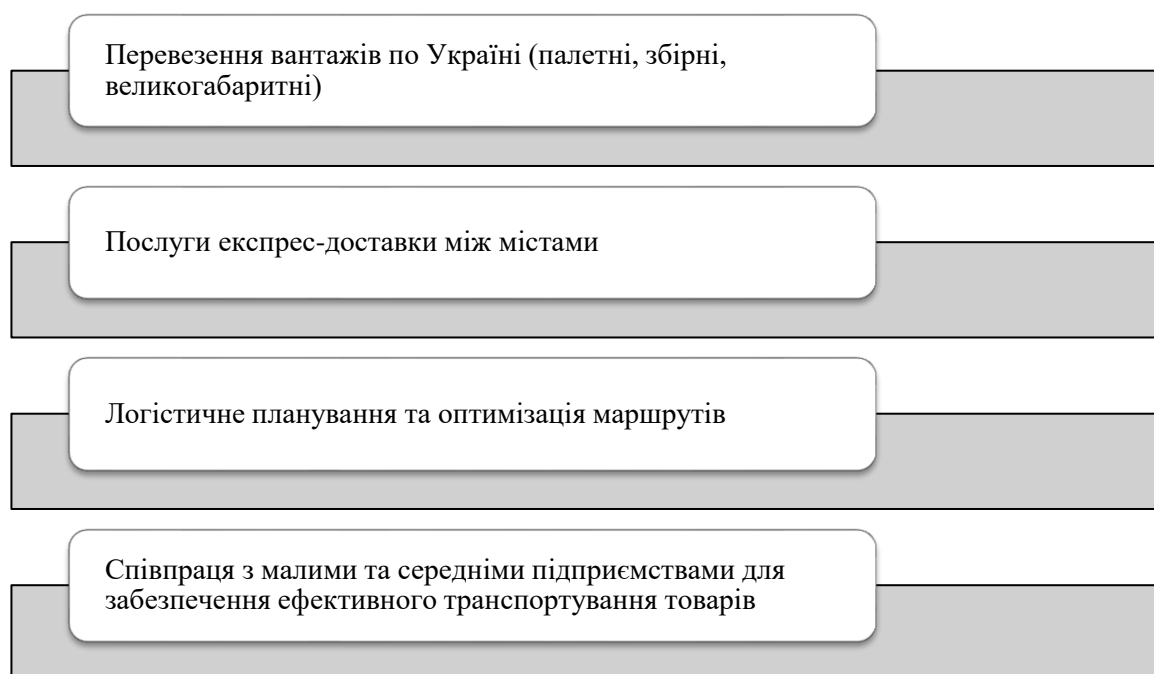 Перевезення вантажів по Україні (палетні, збірні,
великогабаритні)
Послуги експрес-доставки між містами
Логістичне планування та оптимізація маршрутів
Співпраця з малими та середніми підприємствами для
забезпечення ефективного транспортування товарів